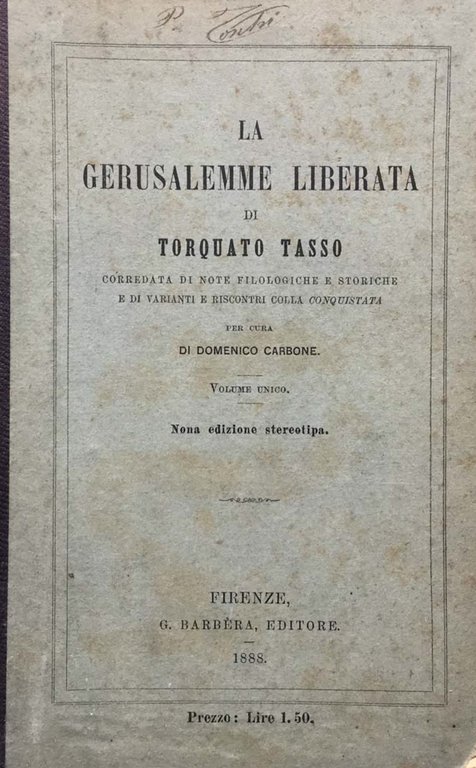 P. Contri
LA
GERUSALEMME LIBERATA
DI
TORQUATO TASSO
CORREDATA DI NOTE FILOLOGICHE E STORICHE
E DI VARIANTI E RISCONTRI COLLA CONQUISTATA
PER CURA
DI DOMENICO CARBONE.
VOLUME UNICO.
Nona edizione stereotipa.
FIRENZE,
G. BARBÈRA, EDITORE.
1888.
Prezzo: Lire 1.50.